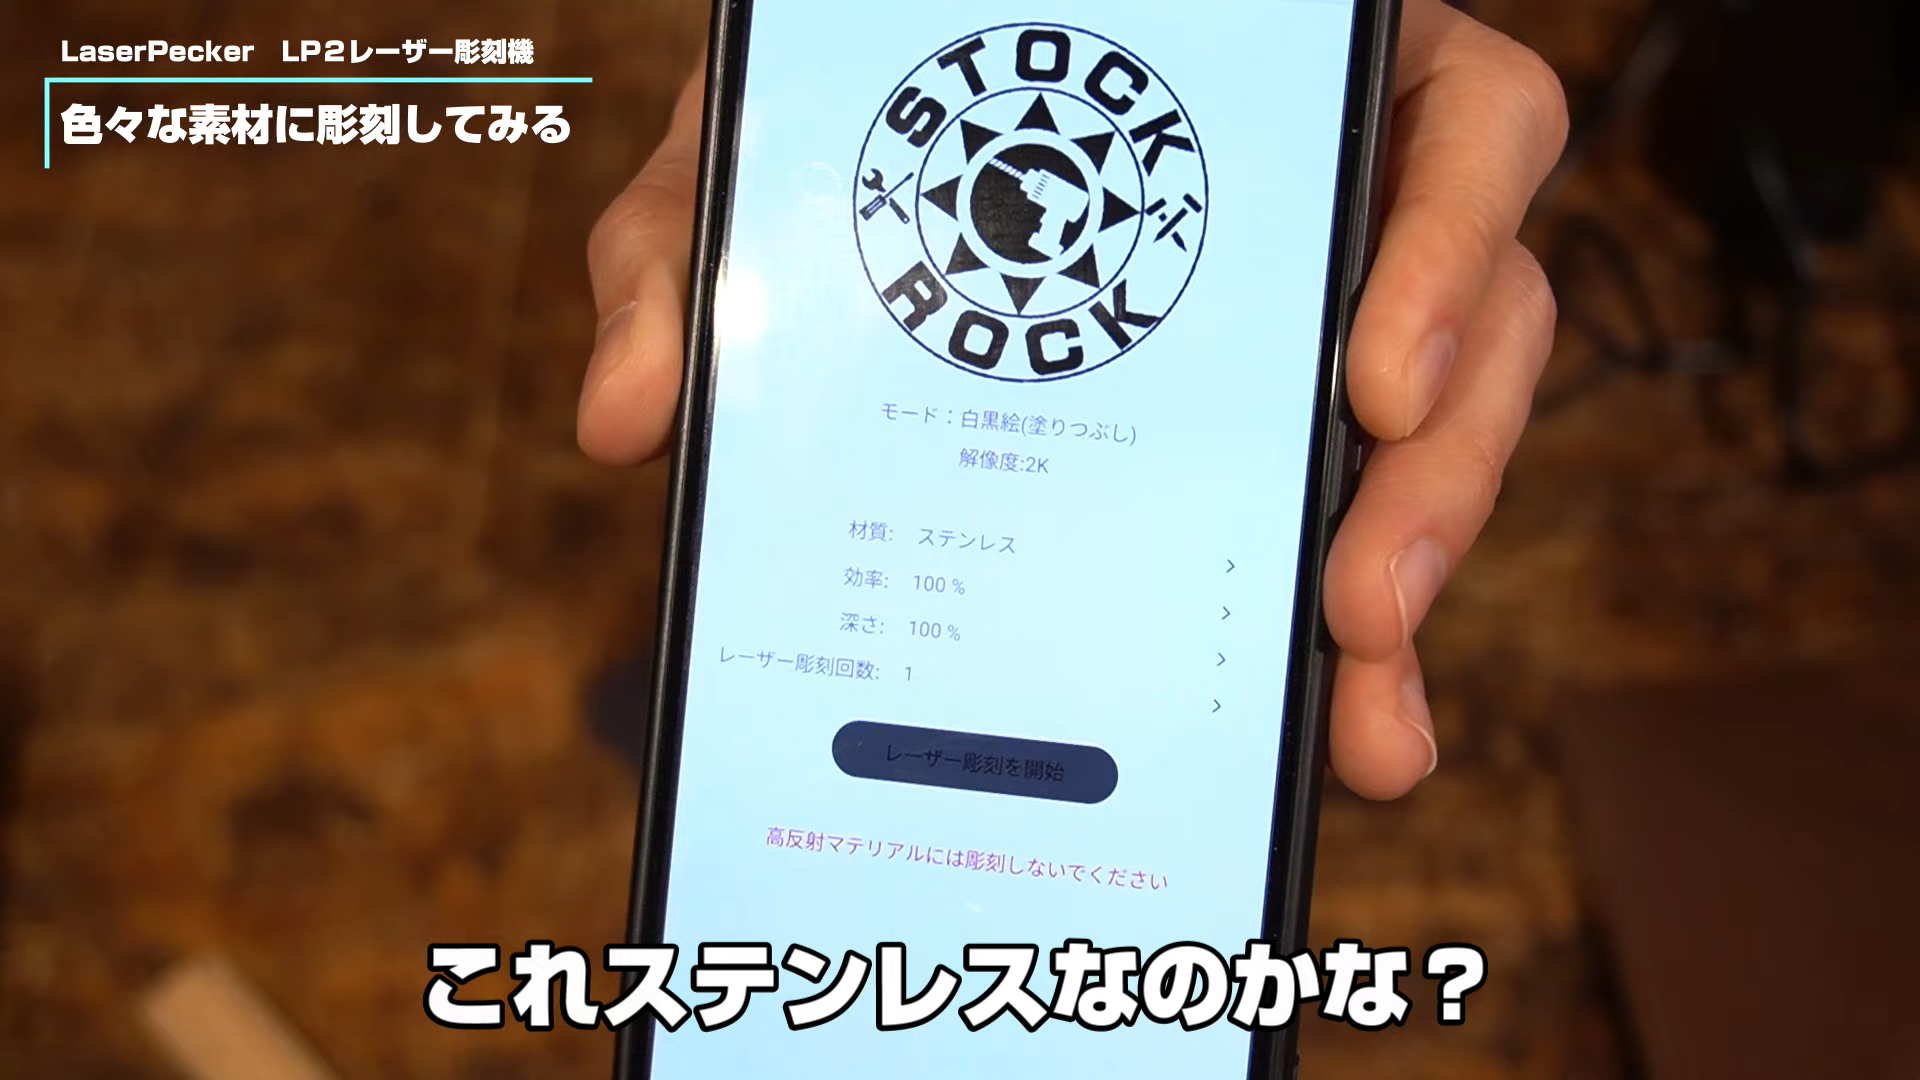 LaserPecker　LP2レーザー彫刻機
色々な素材に彫刻してみる
STOCK
ROCK
モード：白黒絵(塗りつぶし)
解像度:2K
材質:　ステンレス
効率:　100 %
深さ:　100 %
レーザー彫刻回数:　1
レーザー彫刻を開始
高反射マテリアルには彫刻しないでください
これステンレスなのかな？